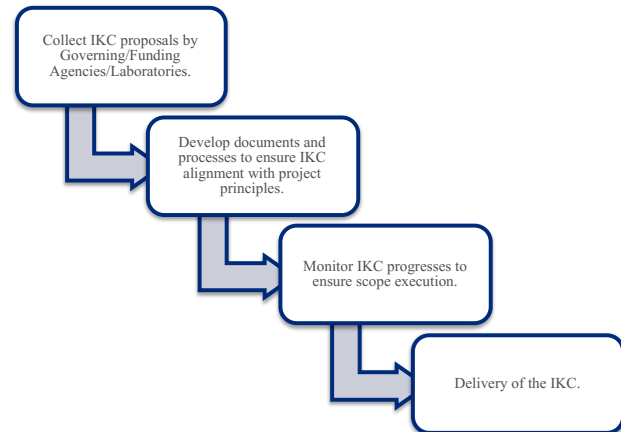 Collect IKC proposals by
Governing/Funding
Agencies/Laboratories.
Develop documents and
processes to ensure IKC
alignment with project
principles.
Monitor IKC progresses to
ensure scope execution.
Delivery of the IKC.